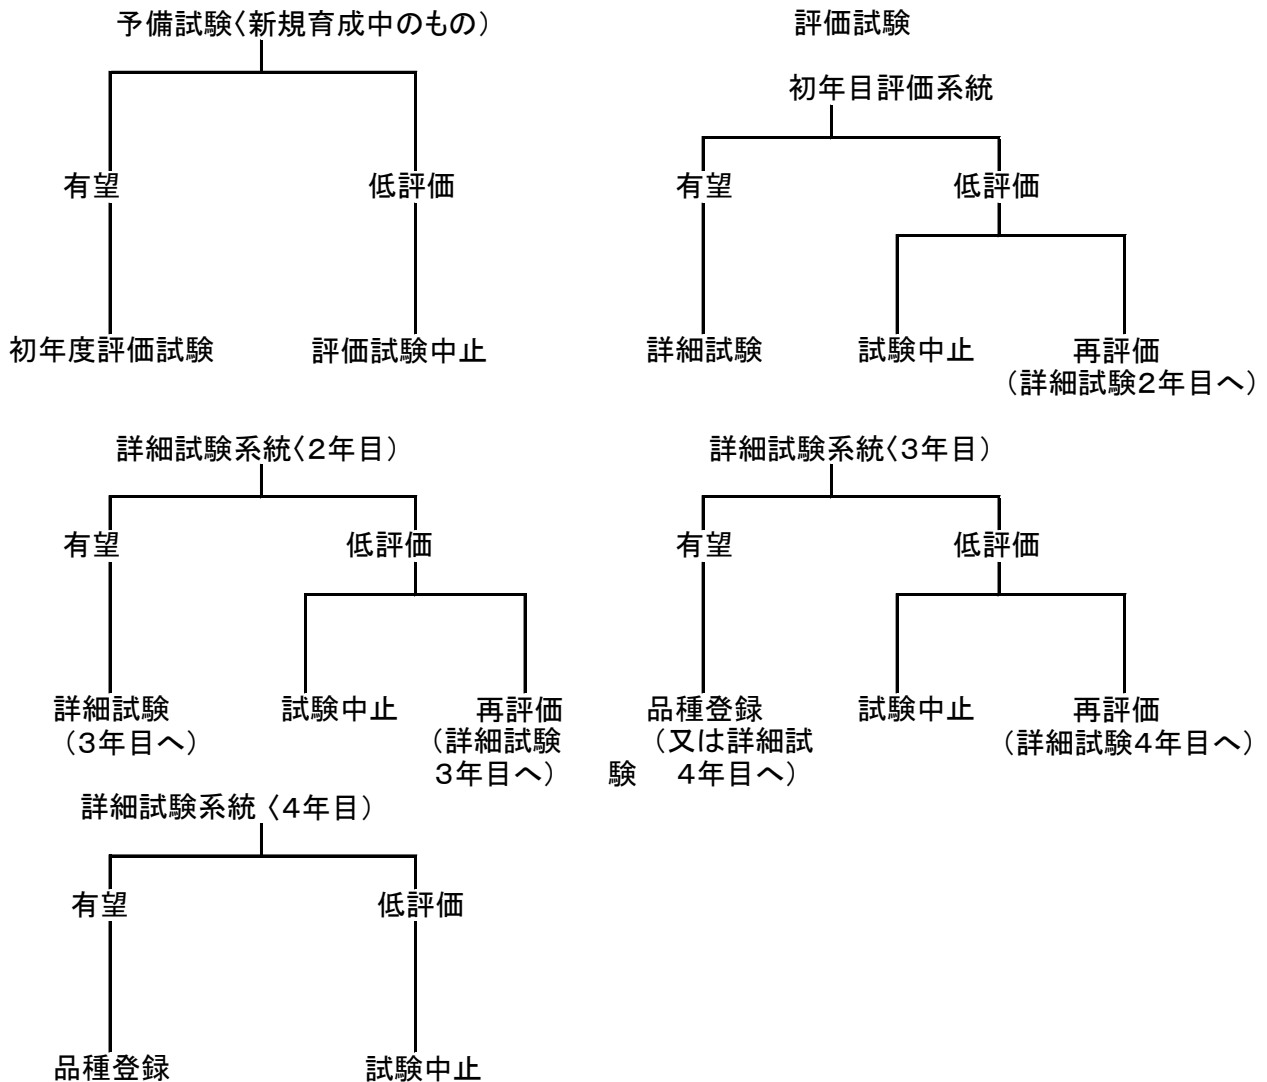 予備試験〈新規育成中のもの〉
有望
低評価
初年度評価試験
評価試験中止
評価試験
初年目評価系統
有望
低評価
詳細試験
試験中止
再評価
（詳細試験２年目へ）
詳細試験系統〈２年目〉
有望
低評価
詳細試験
（３年目へ）
試験中止
再評価
（詳細試験
３年目へ）
詳細試験系統〈３年目〉
有望
低評価
品種登録
（又は詳細試
験　４年目へ）
試験中止
再評価
（詳細試験４年目へ）
詳細試験系統〈４年目〉
有望
低評価
品種登録
試験中止